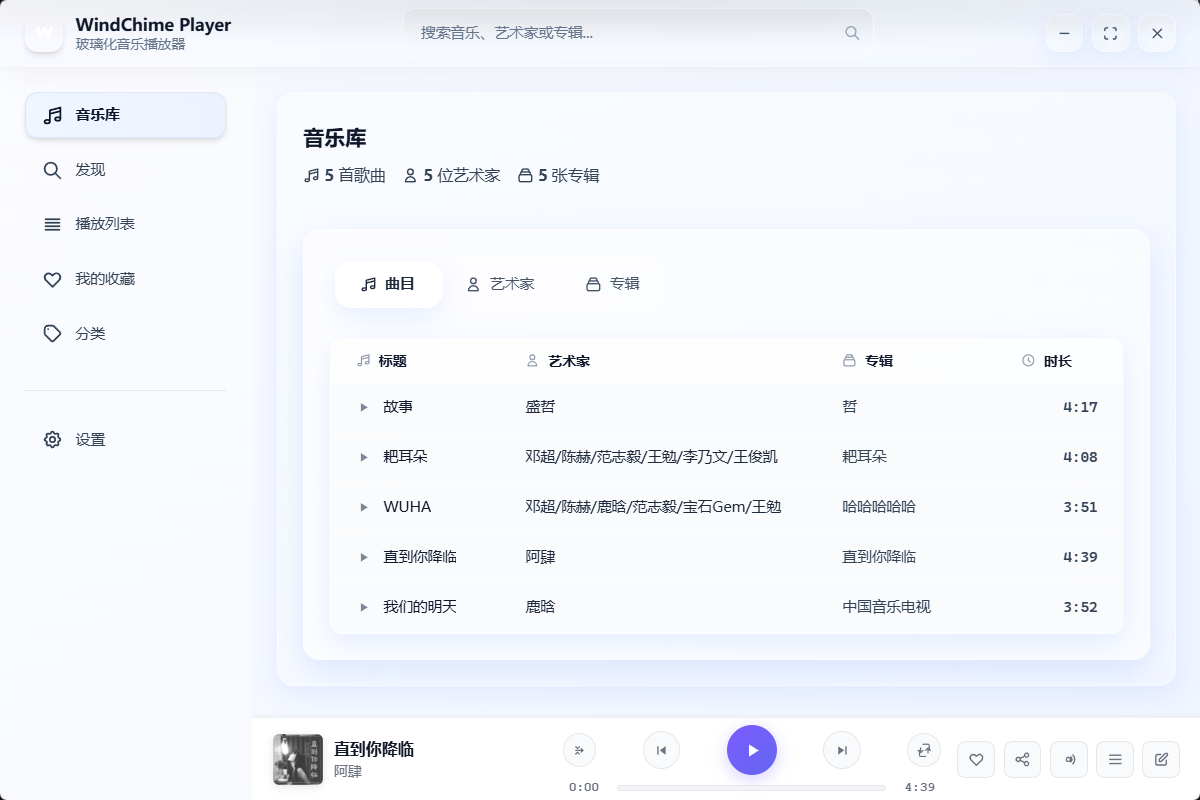 W
WindChime Player
玻璃化音乐播放器
搜索音乐、艺术家或专辑...
音乐库
发现
播放列表
我的收藏
分类
设置
音乐库
5 首歌曲 5 位艺术家 5 张专辑
曲目 艺术家 专辑
标题 艺术家 专辑 时长
故事 盛哲 哲 4:17
耙耳朵 邓超/陈赫/范志毅/王勉/李乃文/王俊凯 耙耳朵 4:08
WUHA 邓超/陈赫/鹿晗/范志毅/宝石Gem/王勉 哈哈哈哈哈 3:51
直到你降临 阿肆 直到你降临 4:39
我们的明天 鹿晗 中国音乐电视 3:52
直到你降临
直到你降临
阿肆
0:00 4:39